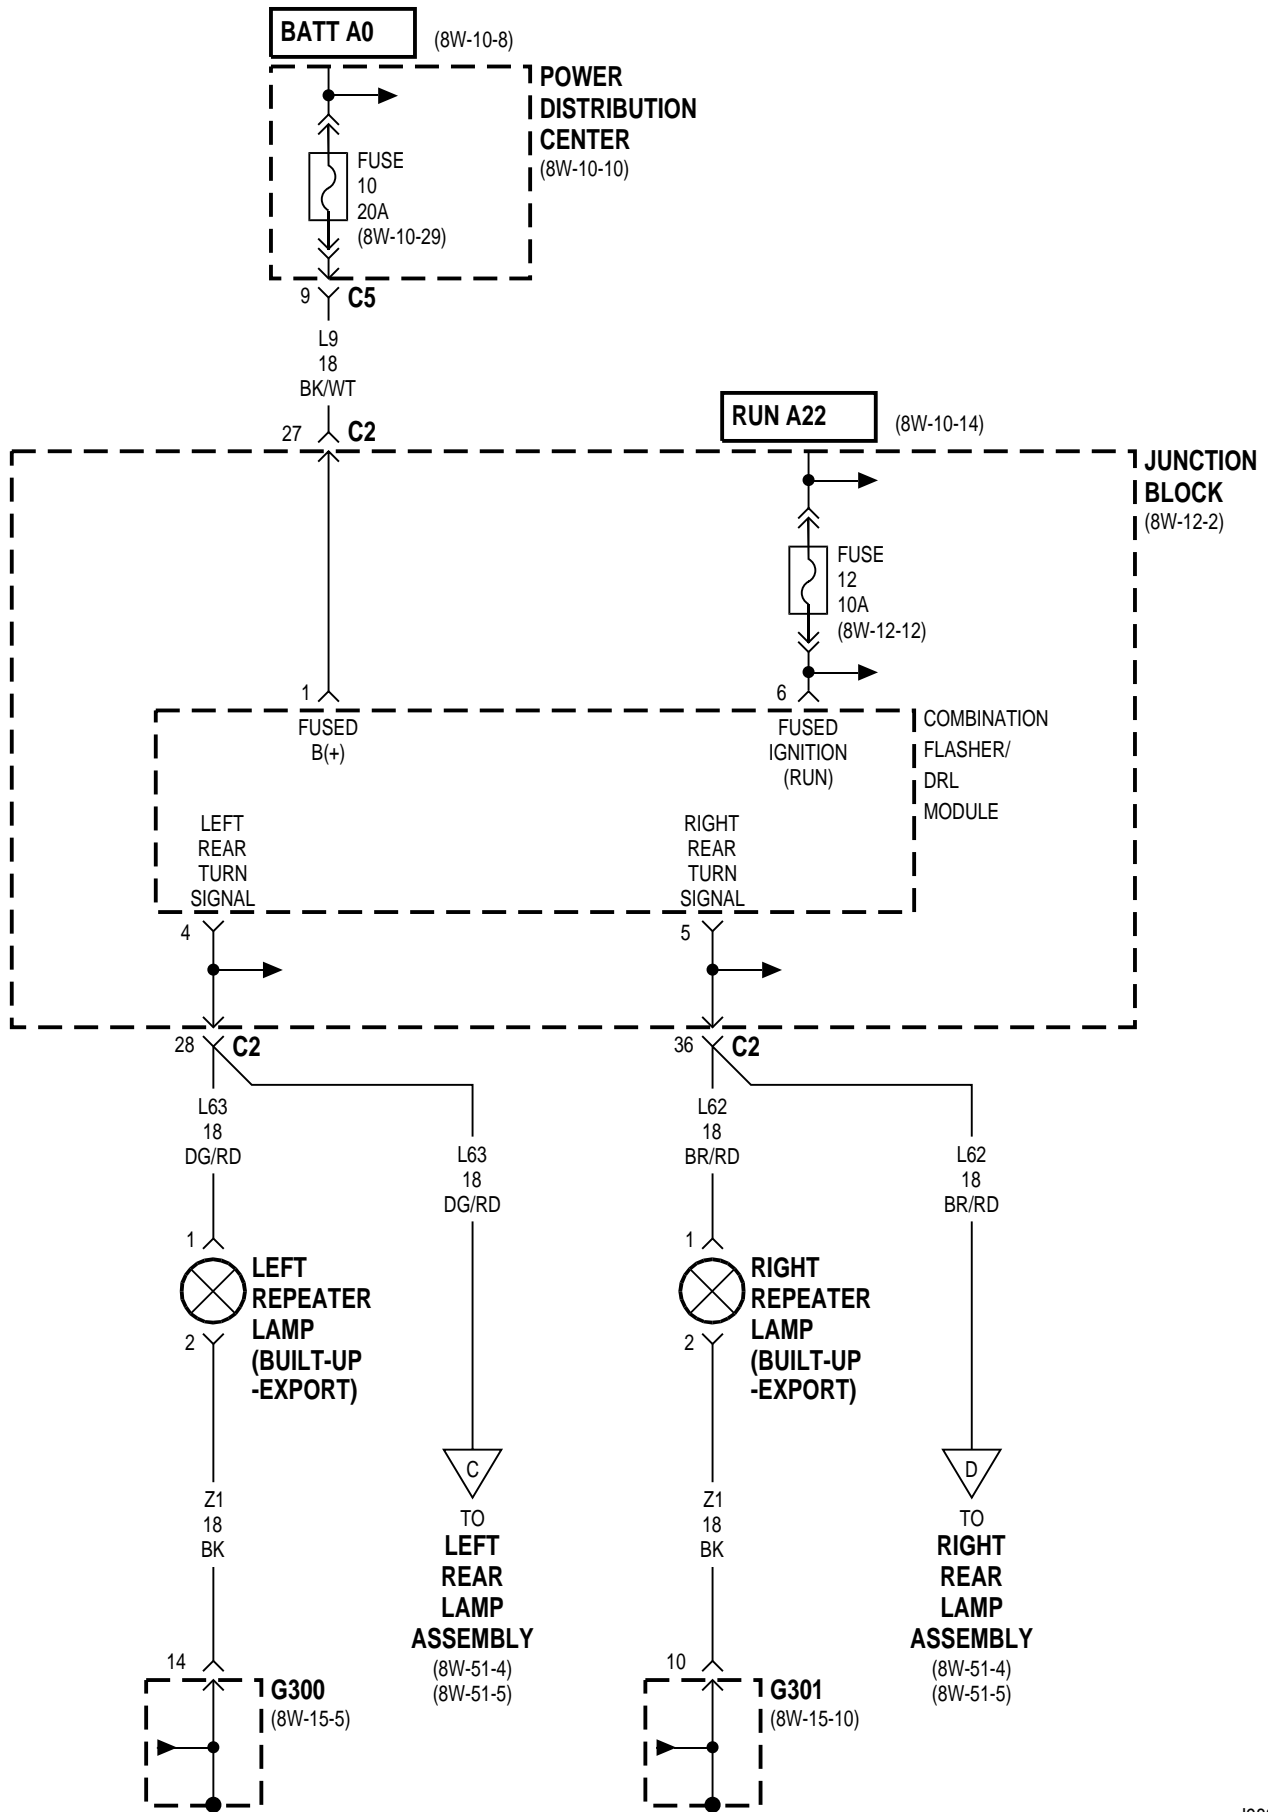 BATT A0
(8W-10-8)
POWER
DISTRIBUTION
CENTER
(8W-10-10)
FUSE
10
20A
(8W-10-29)
9
C5
L9
18
BK/WT
27
C2
RUN A22
(8W-10-14)
JUNCTION
BLOCK
(8W-12-2)
FUSE
12
10A
(8W-12-12)
1
6
FUSED
B(+)
FUSED
IGNITION
(RUN)
COMBINATION
FLASHER/
DRL
MODULE
LEFT
REAR
TURN
SIGNAL
RIGHT
REAR
TURN
SIGNAL
4
5
28
C2
36
C2
L63
18
DG/RD
L63
18
DG/RD
L62
18
BR/RD
L62
18
BR/RD
1
LEFT
REPEATER
LAMP
(BUILT-UP
-EXPORT)
2
1
RIGHT
REPEATER
LAMP
(BUILT-UP
-EXPORT)
2
Z1
18
BK
C
TO
LEFT
REAR
LAMP
ASSEMBLY
(8W-51-4)
(8W-51-5)
Z1
18
BK
D
TO
RIGHT
REAR
LAMP
ASSEMBLY
(8W-51-4)
(8W-51-5)
14
G300
(8W-15-5)
10
G301
(8W-15-10)